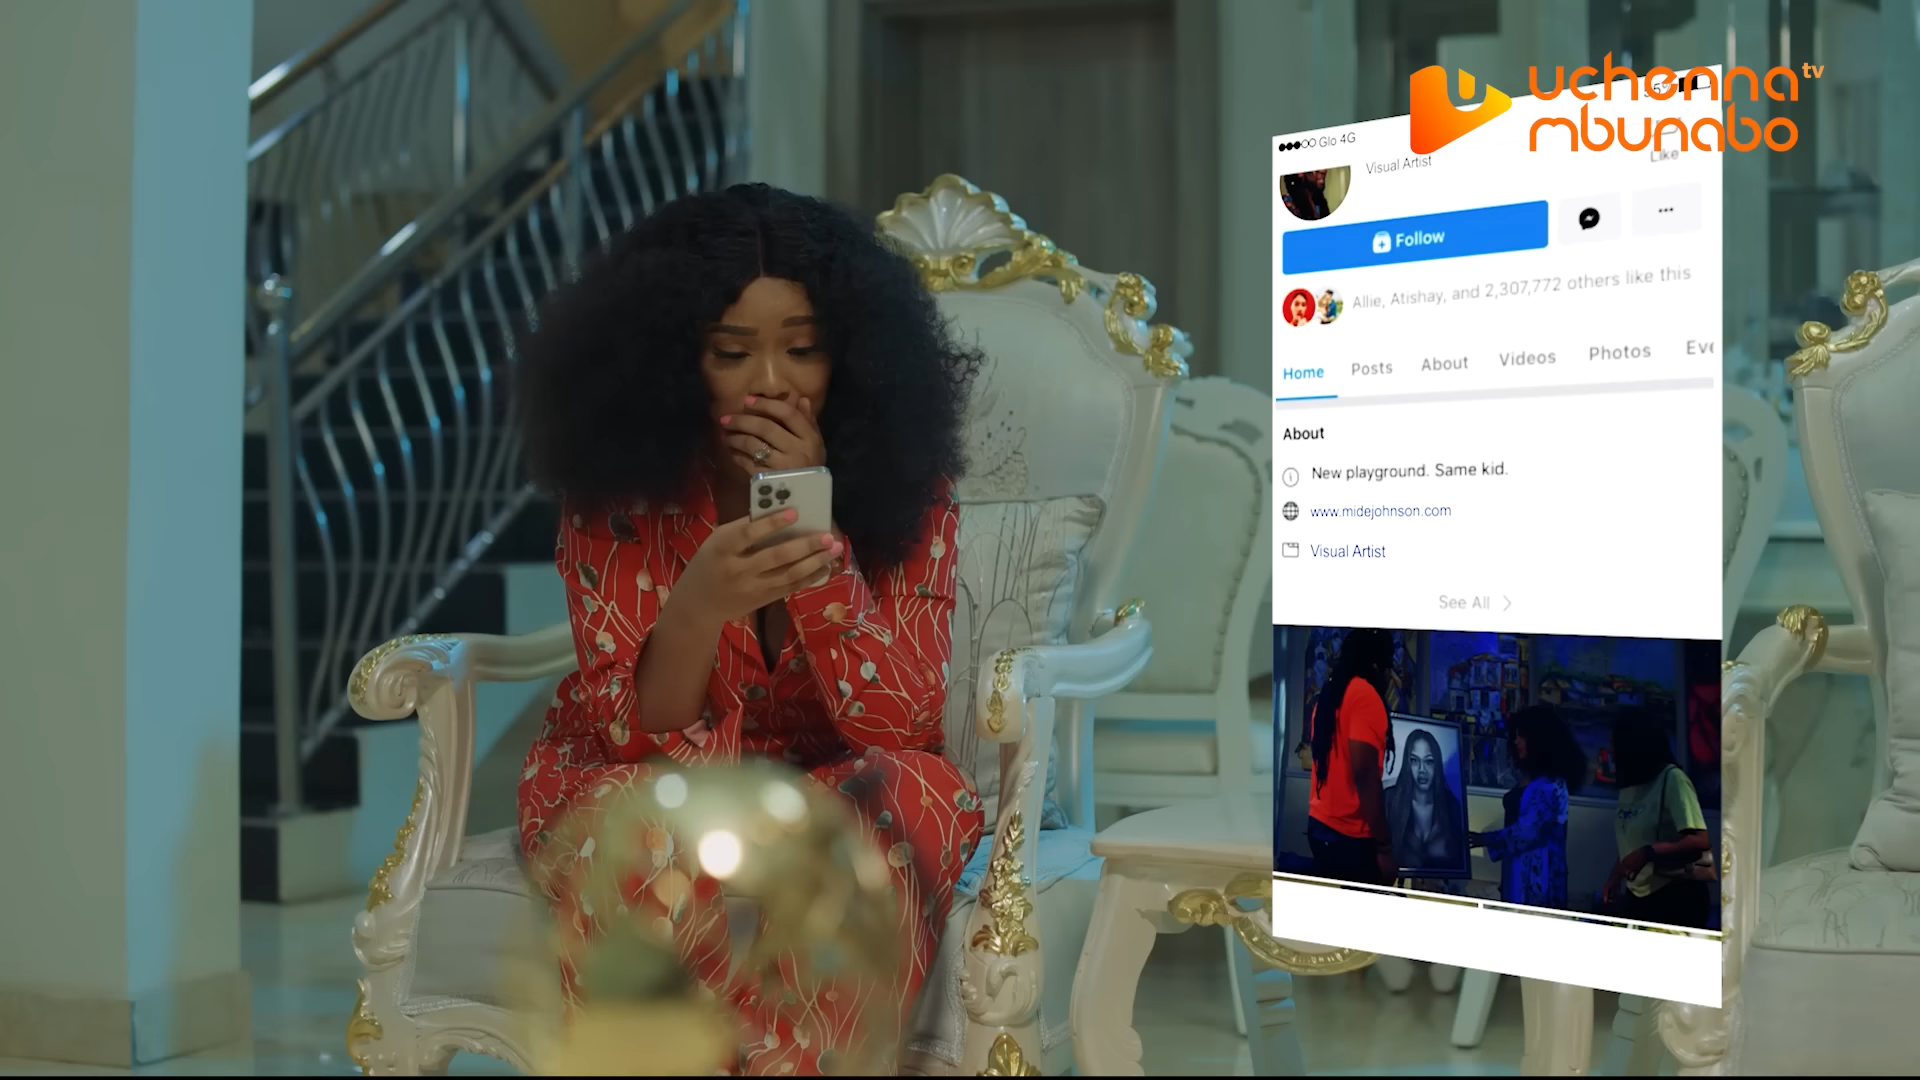 uchenna tv
mbunabo
Glo 4G
Visual Artist
Like
Follow
Allie, Atishay, and 2,307,772 others like this
Home Posts About Videos Photos Eve
About
New playground. Same kid.
www.midejohnson.com
Visual Artist
See All